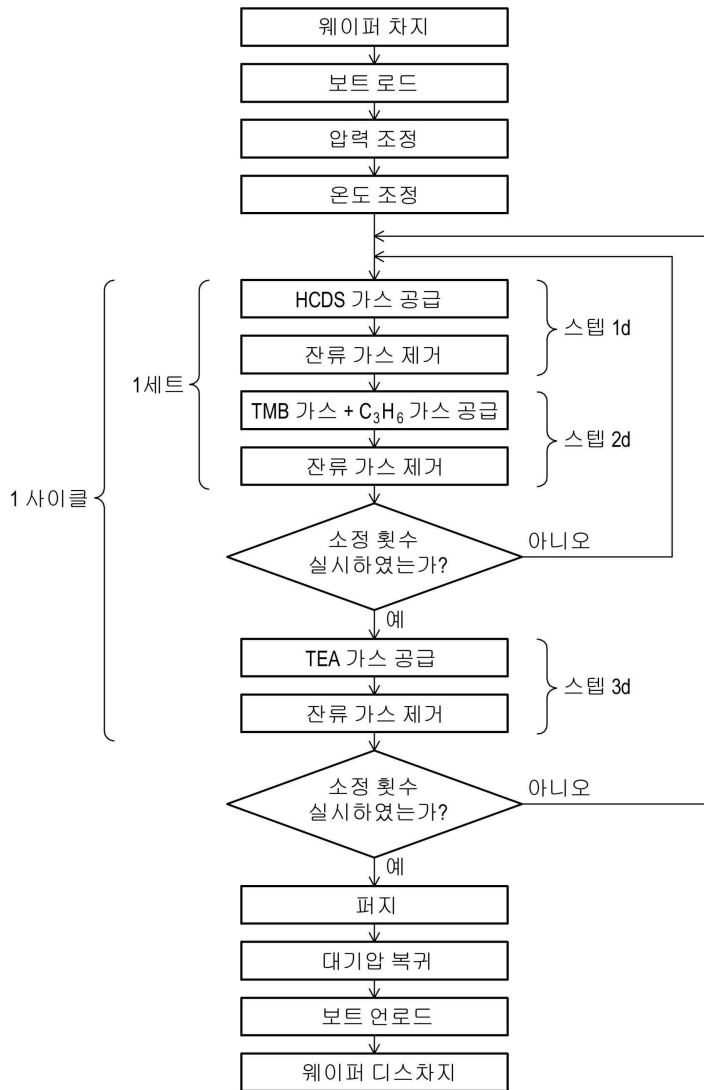 웨이퍼 차지
보트 로드
압력 조정
온도 조정
HCDS 가스 공급
스텝 1d
잔류 가스 제거
1세트
TMB 가스 + C₃H₆ 가스 공급
스텝 2d
잔류 가스 제거
1 사이클
소정 횟수
실시하였는가?
아니오
예
TEA 가스 공급
스텝 3d
잔류 가스 제거
소정 횟수
실시하였는가?
아니오
예
퍼지
대기압 복귀
보트 언로드
웨이퍼 디스차지